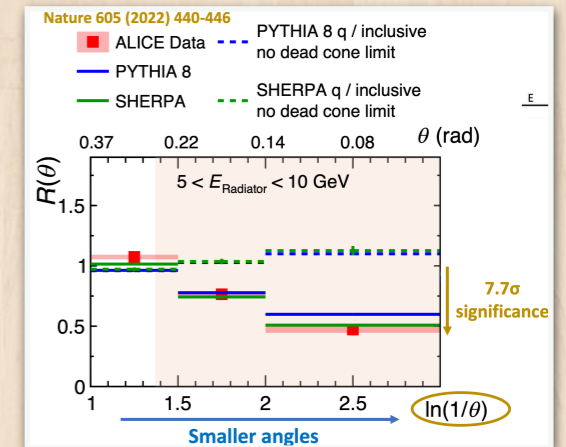 Nature 605 (2022) 440-446
ALICE Data
PYTHIA 8
SHERPA
PYTHIA 8 q / inclusive
no dead cone limit
SHERPA q / inclusive
no dead cone limit
E
0.37 0.22 0.14 0.08 θ (rad)
R(θ)
5 < E_Radiator < 10 GeV
1.5
1
0.5
0
7.7σ
significance
1 1.5 2 2.5 ln(1/θ)
Smaller angles